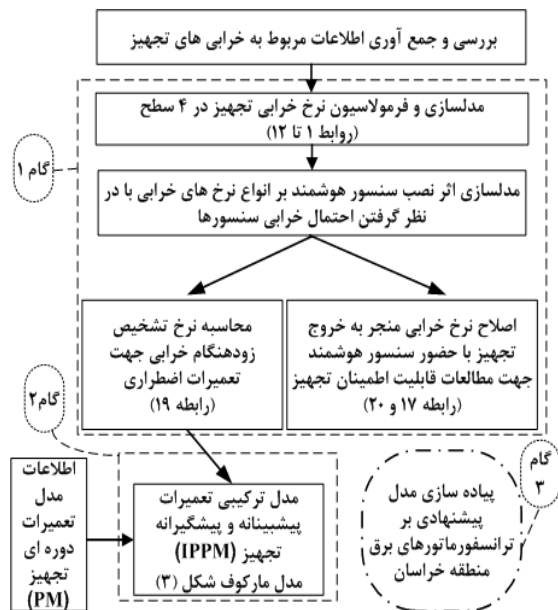 بررسی و جمع آوری اطلاعات مربوط به خرابی های تجهیز
مدلسازی و فرمولاسیون نرخ خرابی تجهیز در ۴ سطح
(روابط ۱ تا ۱۲)
گام ۱
مدلسازی اثر نصب سنسور هوشمند بر انواع نرخ های خرابی با در
نظر گرفتن احتمال خرابی سنسورها
اصلاح نرخ خرابی منجر به خروج
تجهیز با حضور سنسور هوشمند
جهت مطالعات قابلیت اطمینان تجهیز
(رابطه ۱۷ و ۲۰)
محاسبه نرخ تشخیص
زودهنگام خرابی جهت
تعمیرات اضطراری
(رابطه ۱۹)
گام۲
گام
۳
اطلاعات
مدل
تعمیرات
دوره ای
تجهیز
(PM)
مدل ترکیبی تعمیرات
پیشبینانه و پیشگیرانه
تجهیز (IPPM)
مدل مارکوف شکل (۳)
پیاده سازی مدل
پیشنهادی بر
ترانسفورماتورهای برق
منطقه خراسان